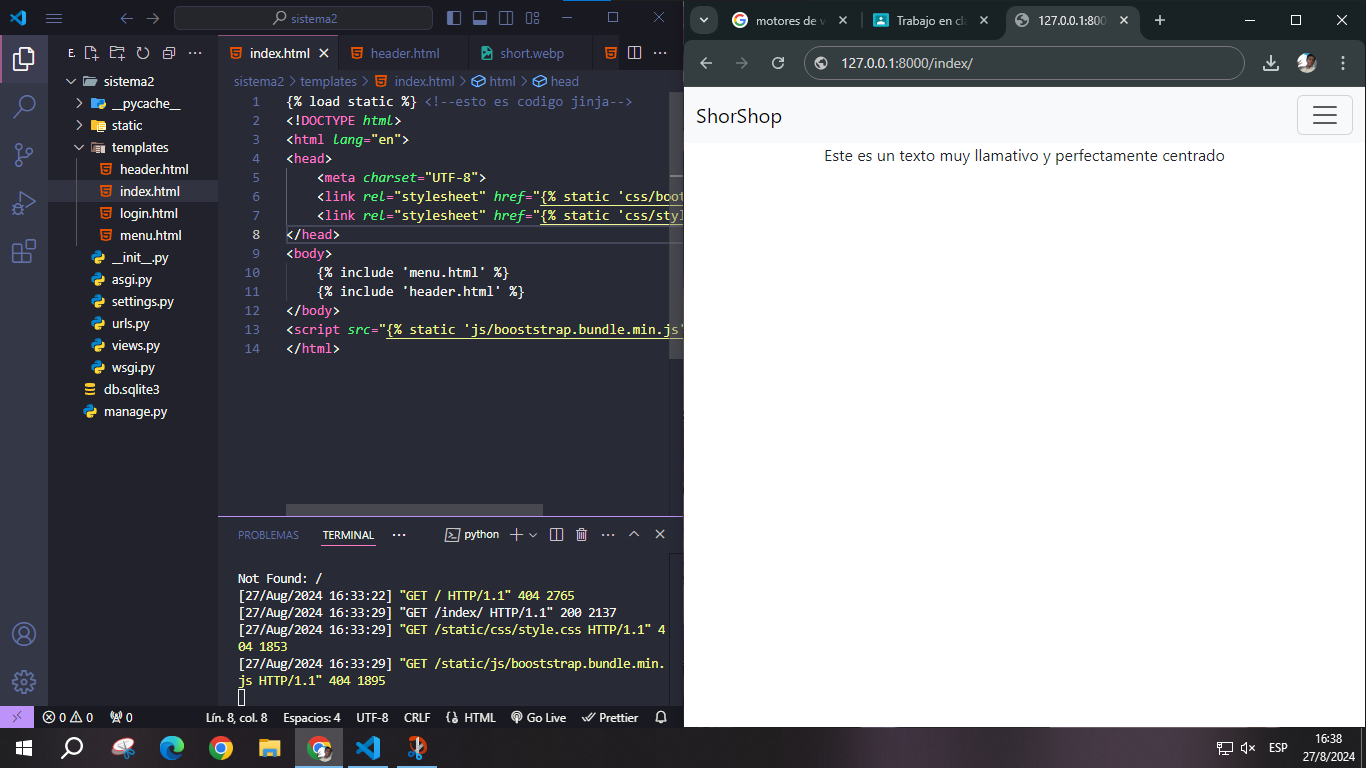 sistema2
motores de v
Trabajo en cla
127.0.0.1:800
127.0.0.1:8000/index/
E.
sistema2
__pycache__
static
templates
header.html
index.html
login.html
menu.html
__init__.py
asgi.py
settings.py
urls.py
views.py
wsgi.py
db.sqlite3
manage.py
index.html
header.html
short.webp
sistema2 > templates > index.html > html > head
1 {% load static %} <!--esto es codigo jinja-->
2 <!DOCTYPE html>
3 <html lang="en">
4 <head>
5 <meta charset="UTF-8">
6 <link rel="stylesheet" href="{% static 'css/boot
7 <link rel="stylesheet" href="{% static 'css/styl
8 </head>
9 <body>
10 {% include 'menu.html' %}
11 {% include 'header.html' %}
12 </body>
13 <script src="{% static 'js/booststrap.bundle.min.js'
14 </html>
PROBLEMAS
TERMINAL
python
Not Found: /
[27/Aug/2024 16:33:22] "GET / HTTP/1.1" 404 2765
[27/Aug/2024 16:33:29] "GET /index/ HTTP/1.1" 200 2137
[27/Aug/2024 16:33:29] "GET /static/css/style.css HTTP/1.1" 4
04 1853
[27/Aug/2024 16:33:29] "GET /static/js/booststrap.bundle.min.
js HTTP/1.1" 404 1895
0 0 0
Lín. 8, col. 8
Espacios: 4
UTF-8
CRLF
HTML
Go Live
Prettier
ShorShop
Este es un texto muy llamativo y perfectamente centrado
ESP
16:38
27/8/2024